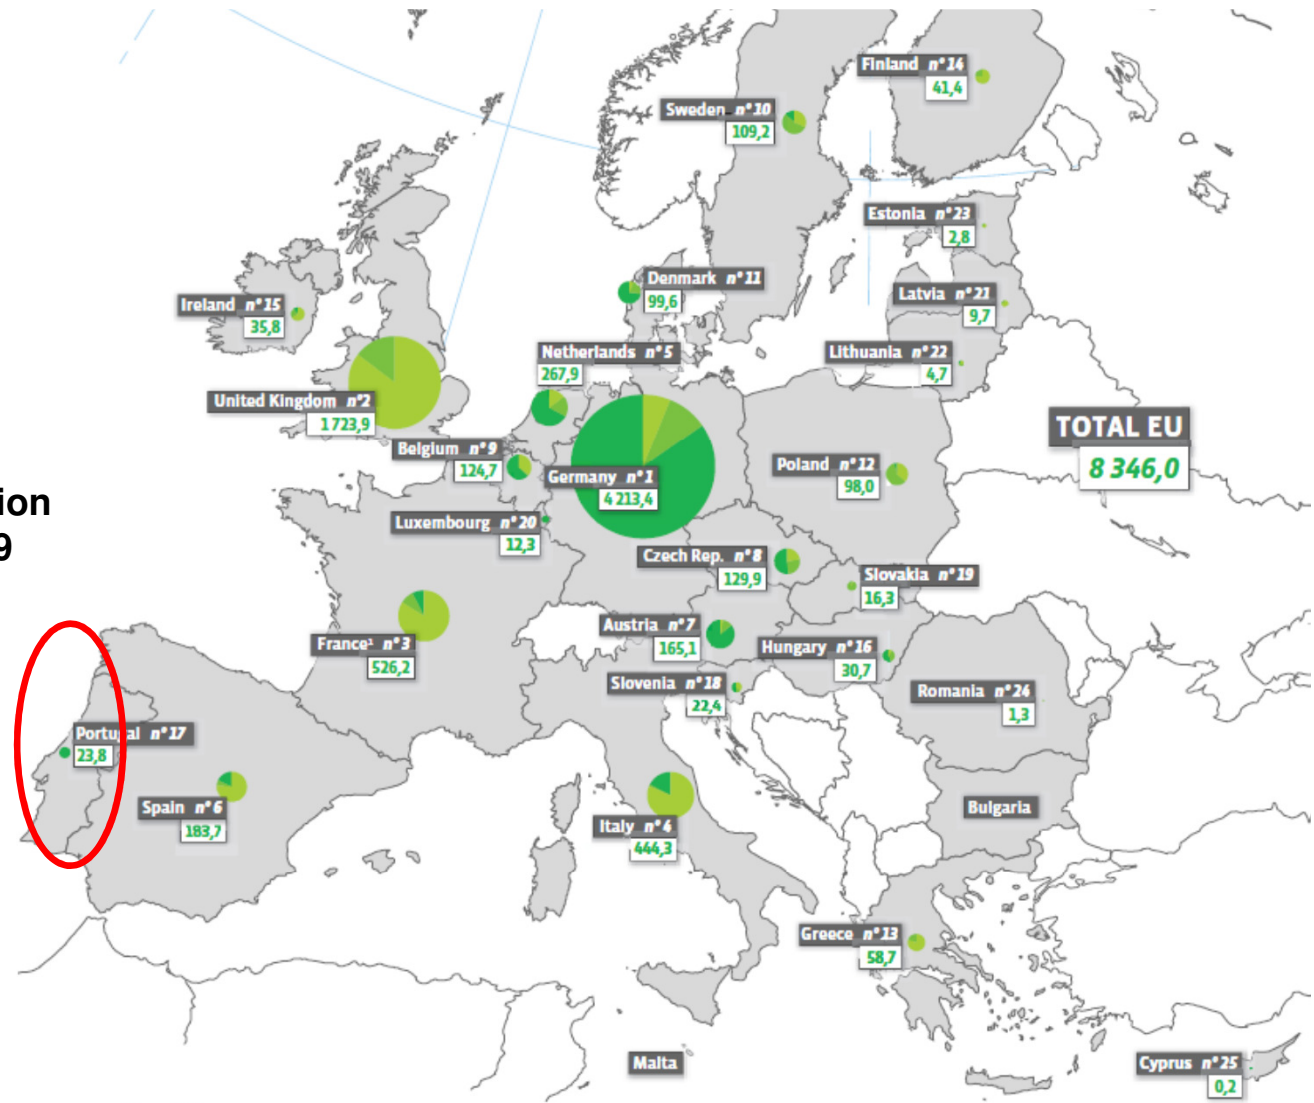 Finland n°14
41,4
Sweden n°10
109,2
Estonia n°23
2,8
Denmark n°11
99,6
Latvia n°21
9,7
Ireland n°15
35,8
Netherlands n°5
267,9
Lithuania n°22
4,7
United Kingdom n°2
1 723,9
TOTAL EU
8 346,0
Belgium n°9
124,7
Germany n°1
4 213,4
Poland n°12
98,0
ion
9
Luxembourg n°20
12,3
Czech Rep. n°8
129,9
Slovakia n°19
16,3
Austria n°7
165,1
France¹ n°3
526,2
Hungary n°16
30,7
Slovenia n°18
22,4
Romania n°24
1,3
Portugal n°17
23,8
Spain n°6
183,7
Bulgaria
Italy n°4
444,3
Greece n°13
58,7
Malta
Cyprus n°25
0,2